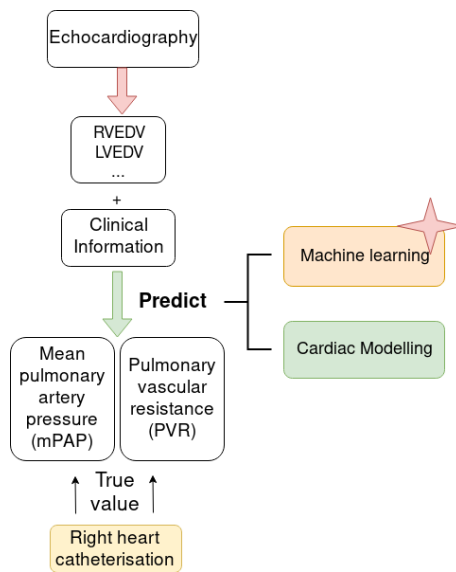 Echocardiography
RVEDV
LVEDV
...
+
Clinical
Information
Predict
Machine learning
Cardiac Modelling
Mean
pulmonary
artery
pressure
(mPAP)
Pulmonary
vascular
resistance
(PVR)
True
value
Right heart
catheterisation